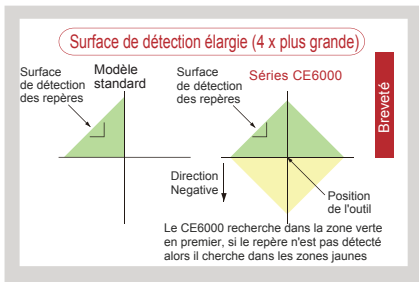 Surface de détection élargie (4 x plus grande)
Surface
de détection
des repères
Modèle
standard
Surface
de détection
des repères
Séries CE6000
Breveté
Direction
Negative
Position
de l'outil
Le CE6000 recherche dans la zone verte
en premier, si le repère n'est pas détecté
alors il cherche dans les zones jaunes